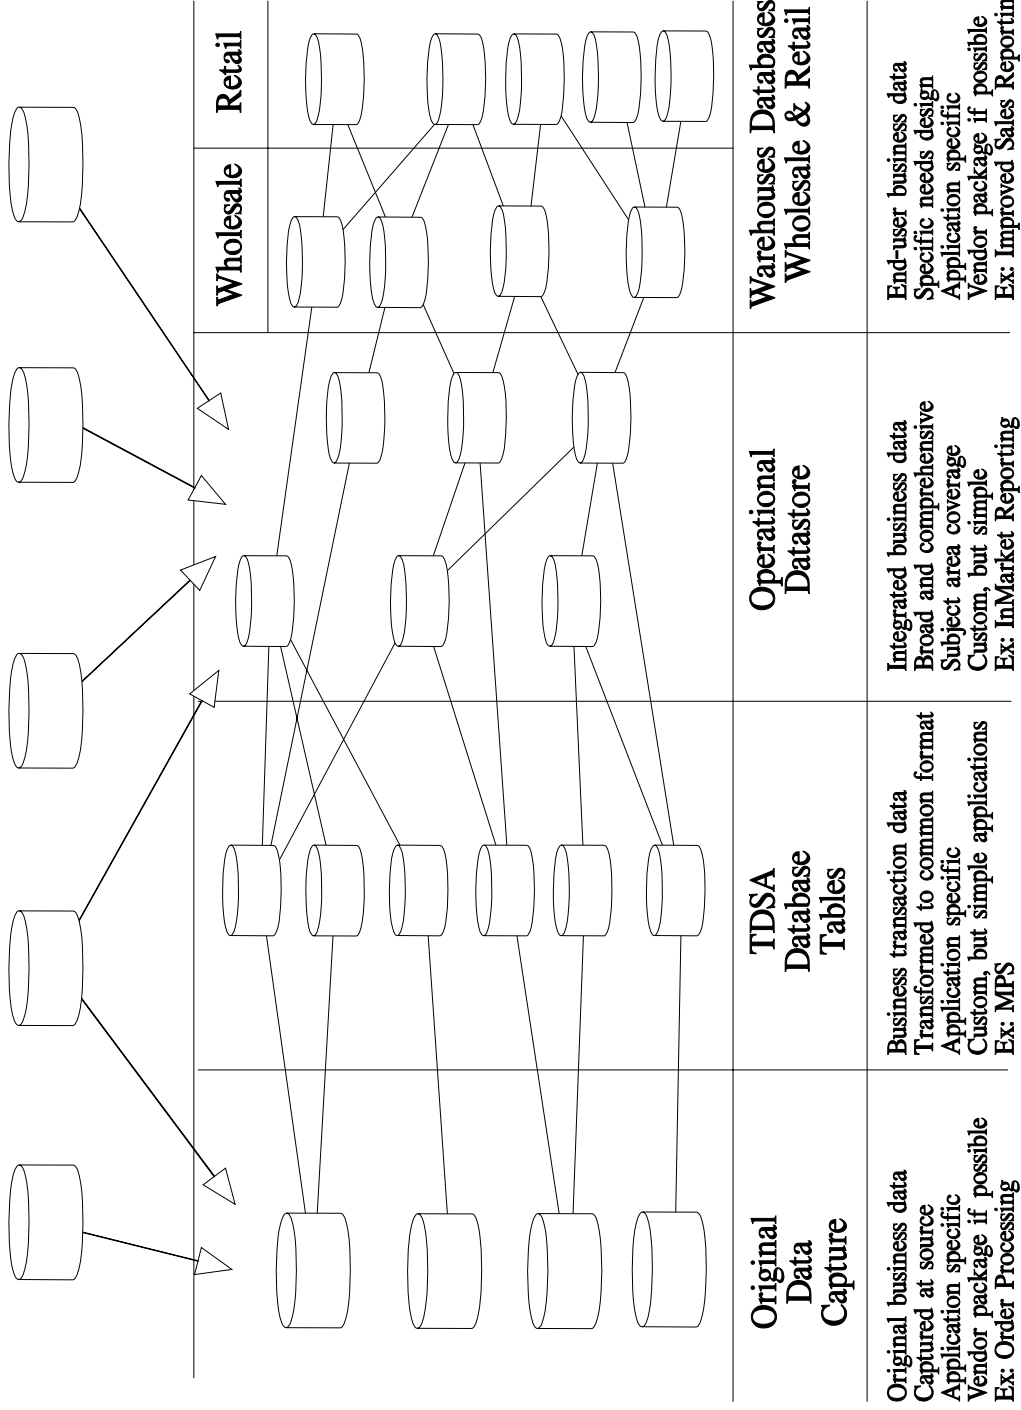 Original
Data
Capture
TDSA
Database
Tables
Operational
Datastore
Warehouses Databases
Wholesale & Retail
Wholesale
Retail
Original business data
Captured at source
Application specific
Vendor package if possible
Ex: Order Processing
Business transaction data
Transformed to common format
Application specific
Custom, but simple applications
Ex: MPS
Integrated business data
Broad and comprehensive
Subject area coverage
Custom, but simple
Ex: InMarket Reporting
End-user business data
Specific needs design
Application specific
Vendor package if possible
Ex: Improved Sales Reporting